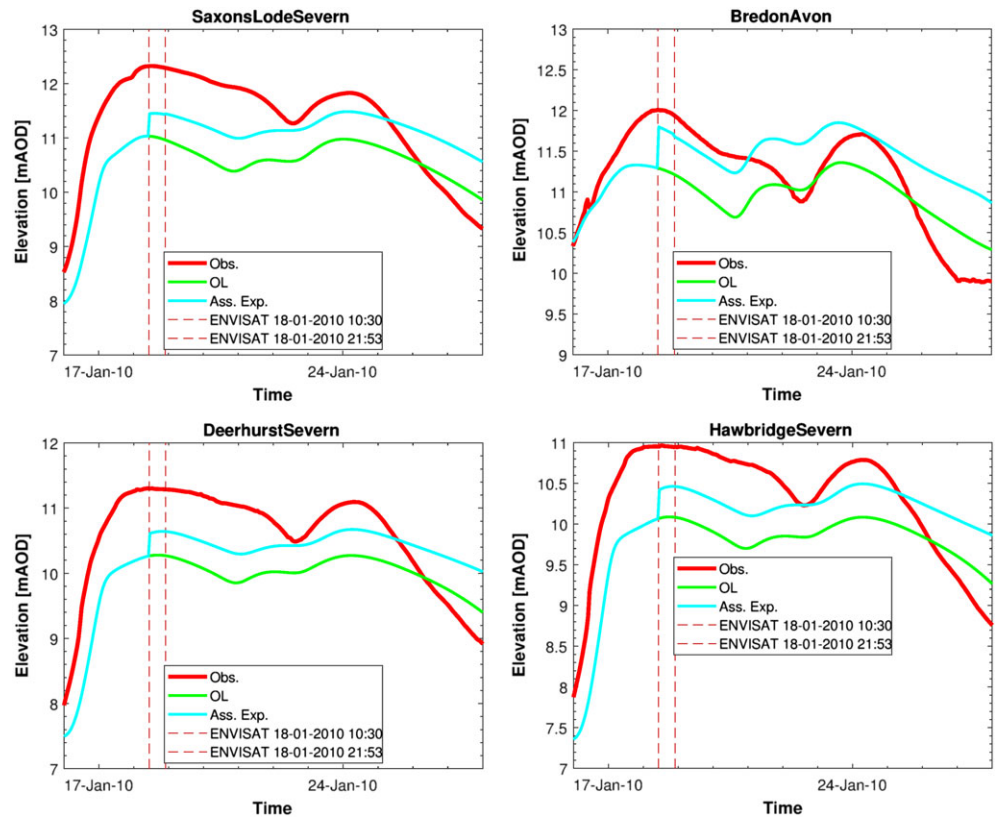 SaxonsLodeSevern
13
12
11
10
9
8
7
Elevation [mAOD]
Obs.
OL
Ass. Exp.
ENVISAT 18-01-2010 10:30
ENVISAT 18-01-2010 21:53
17-Jan-10
24-Jan-10
Time
BredonAvon
13
12.5
12
11.5
11
10.5
10
9.5
9
Elevation [mAOD]
Obs.
OL
Ass. Exp.
ENVISAT 18-01-2010 10:30
ENVISAT 18-01-2010 21:53
17-Jan-10
24-Jan-10
Time
DeerhurstSevern
12
11
10
9
8
7
Elevation [mAOD]
Obs.
OL
Ass. Exp.
ENVISAT 18-01-2010 10:30
ENVISAT 18-01-2010 21:53
17-Jan-10
24-Jan-10
Time
HawbridgeSevern
11
10.5
10
9.5
9
8.5
8
7.5
7
Elevation [mAOD]
Obs.
OL
Ass. Exp.
ENVISAT 18-01-2010 10:30
ENVISAT 18-01-2010 21:53
17-Jan-10
24-Jan-10
Time